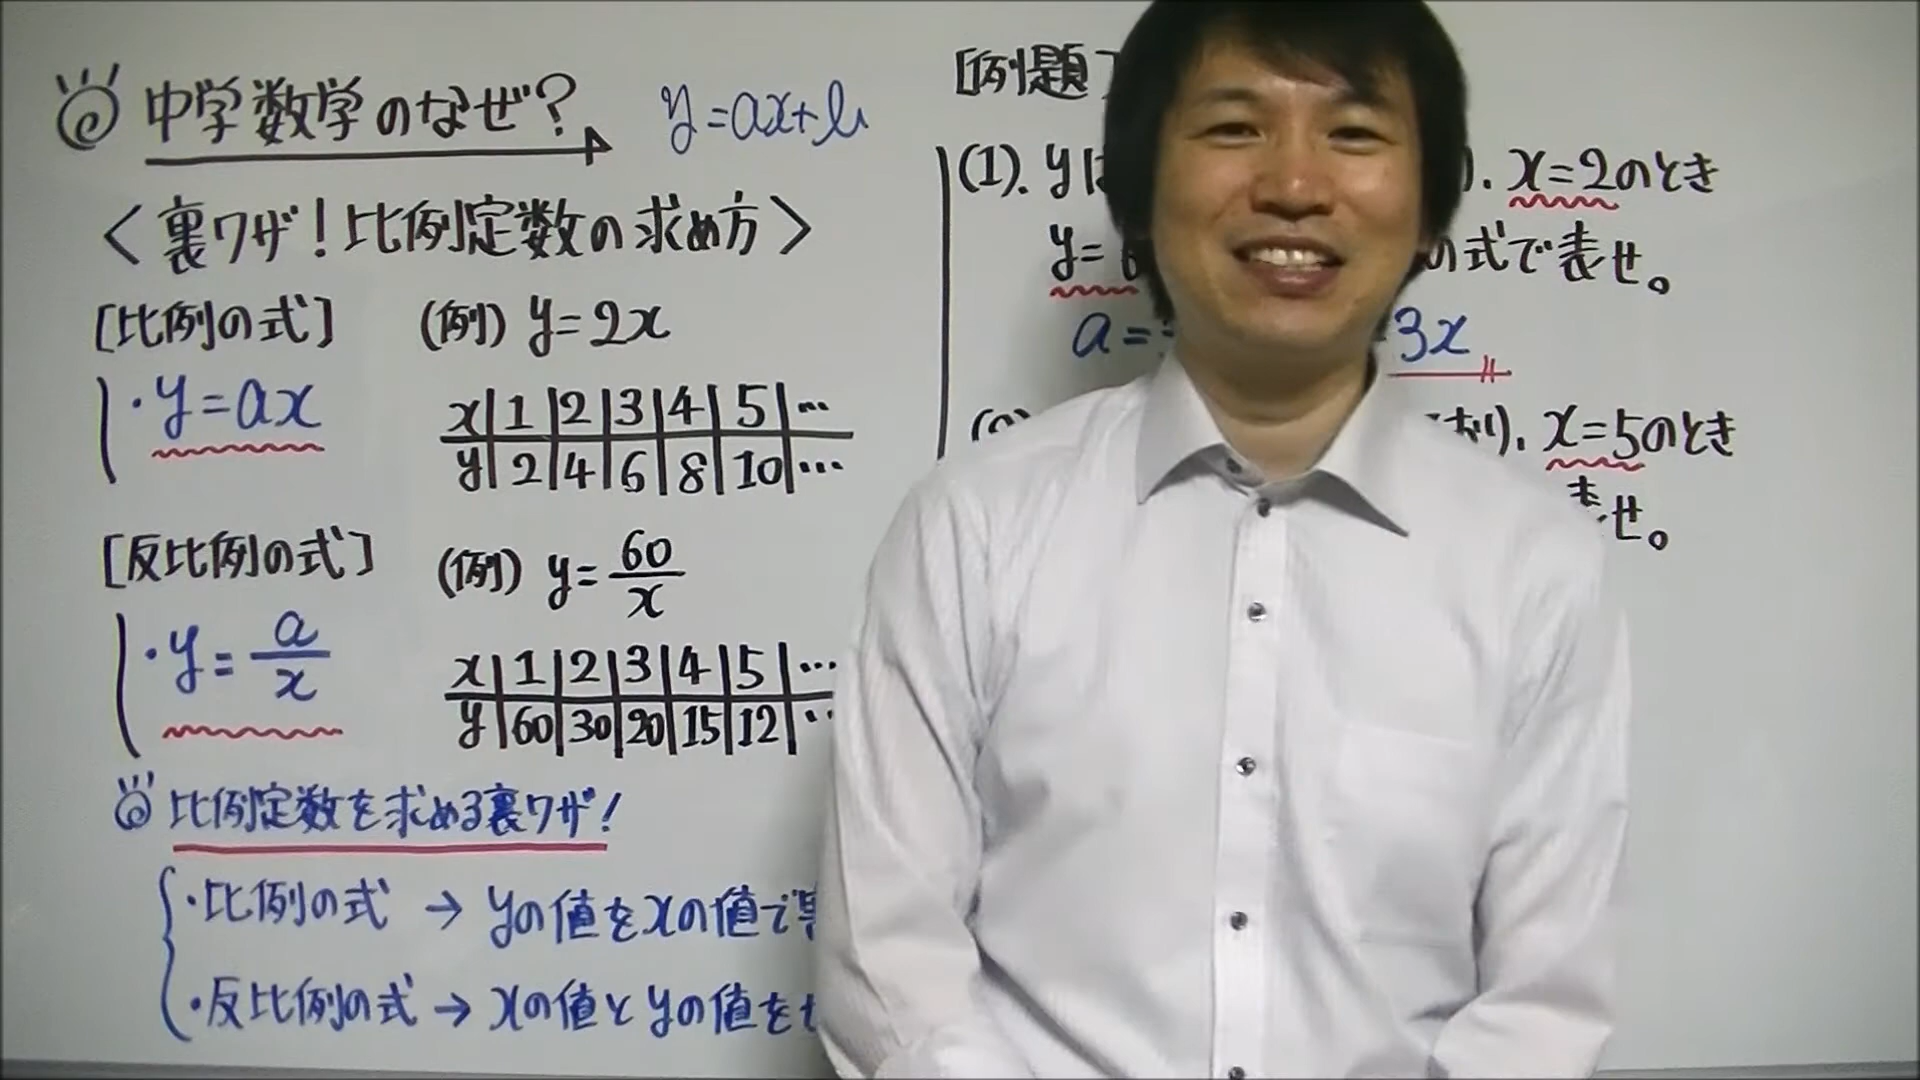 中学数学のなぜ？ y=ax+b
＜裏ワザ！比例定数の求め方＞
[比例の式] (例) y=2x
・y=ax
x 1 2 3 4 5 …
y 2 4 6 8 10 …
[反比例の式] (例) y=60/x
・y=a/x
x 1 2 3 4 5 …
y 60 30 20 15 12 ‥
比例定数を求める裏ワザ！
・比例の式 → yの値をxの値で
・反比例の式 → xの値とyの値を
[例題
(1). yは x=2のとき
y= の式で表せ。
a= 3x
x=5のとき
せ。